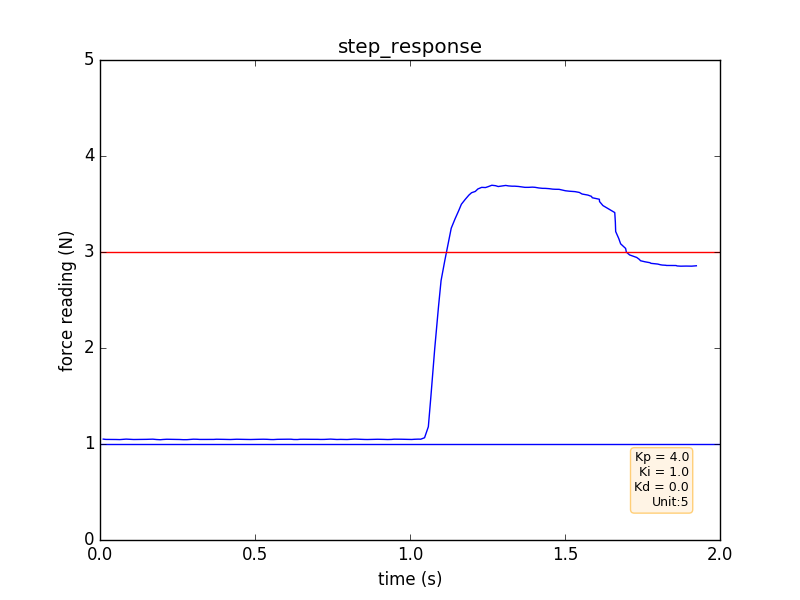 step_response
5
4
3
2
1
0
force reading (N)
Kp = 4.0
Ki = 1.0
Kd = 0.0
Unit:5
0.0 0.5 1.0 1.5 2.0
time (s)